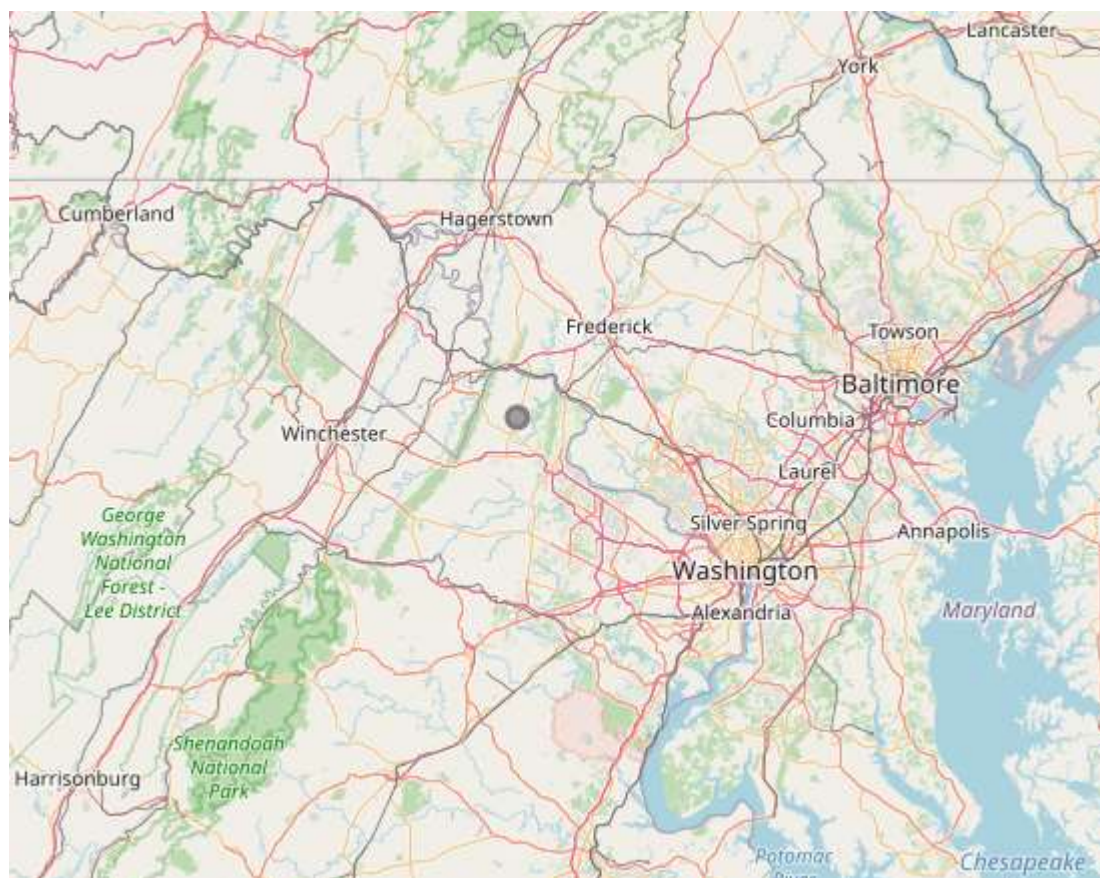 Lancaster
York
Cumberland
Hagerstown
Frederick
Towson
Baltimore
Columbia
Winchester
Laurel
George
Washington
National
Forest -
Lee District
Silver Spring
Annapolis
Washington
Alexandria
Maryland
Shenandoah
National
Park
Harrisonburg
Potomac
River
Chesapeake